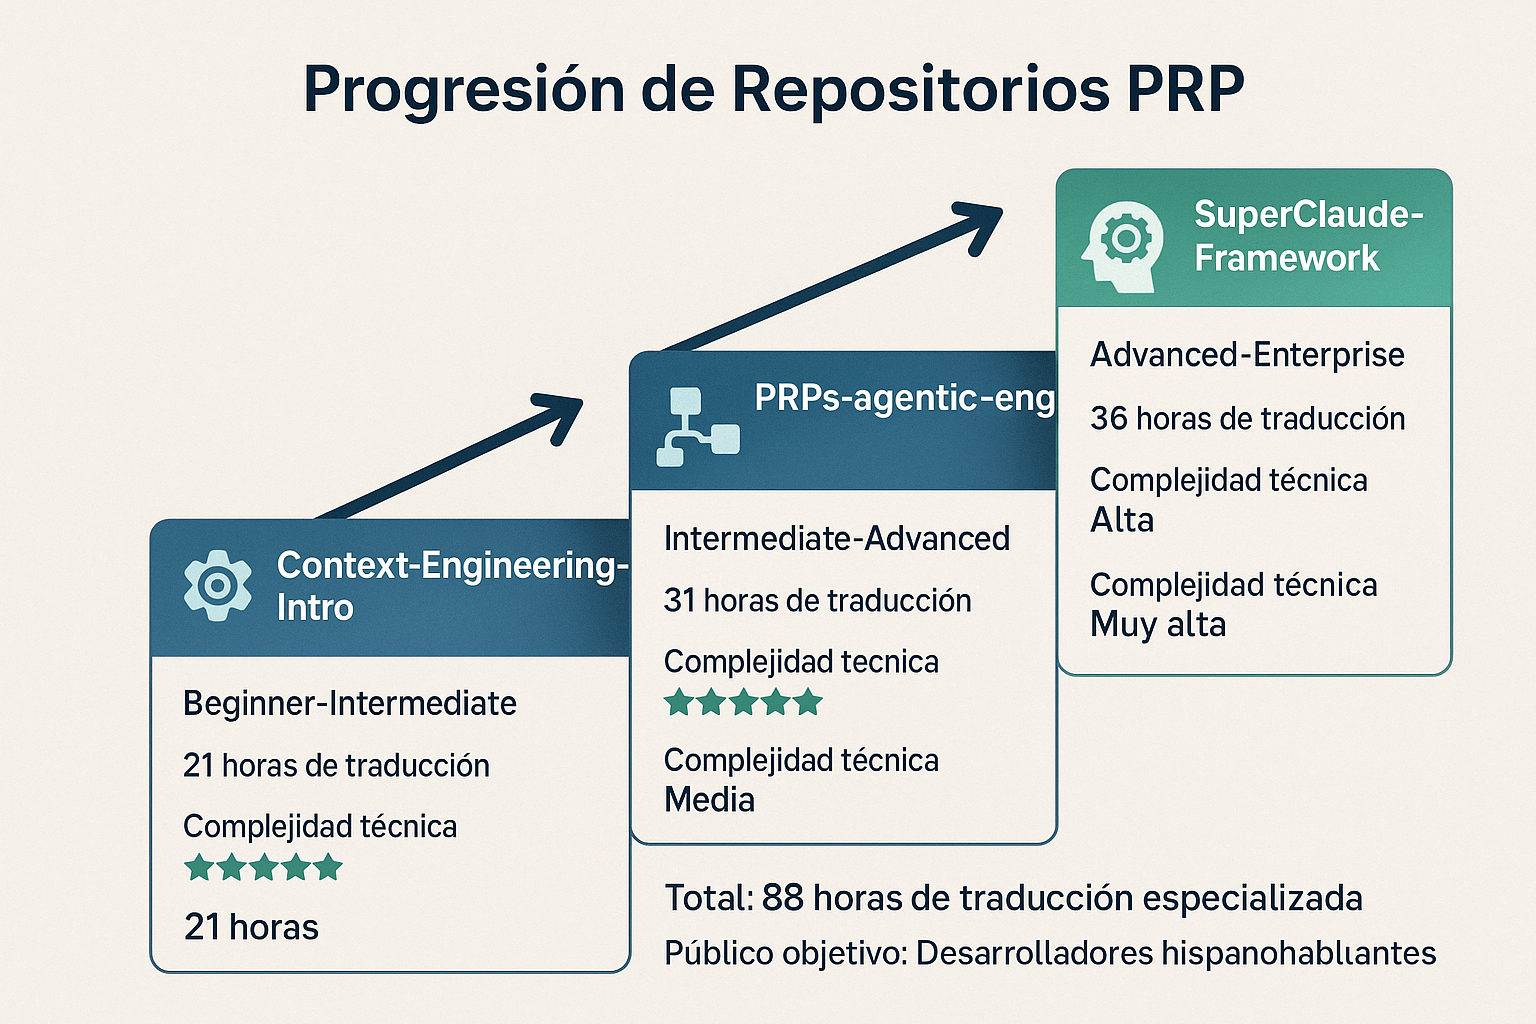 Progresión de Repositorios PRP
Context-Engineering-
Intro
Beginner-Intermediate
21 horas de traducción
Complejidad técnica
21 horas
PRPs-agentic-eng
Intermediate-Advanced
31 horas de traducción
Complejidad tecnica
Complejidad técnica
Media
SuperClaude-
Framework
Advanced-Enterprise
36 horas de traducción
Complejidad técnica
Alta
Complejidad técnica
Muy alta
Total: 88 horas de traducción especializada
Público objetivo: Desarrolladores hispanohablıantes